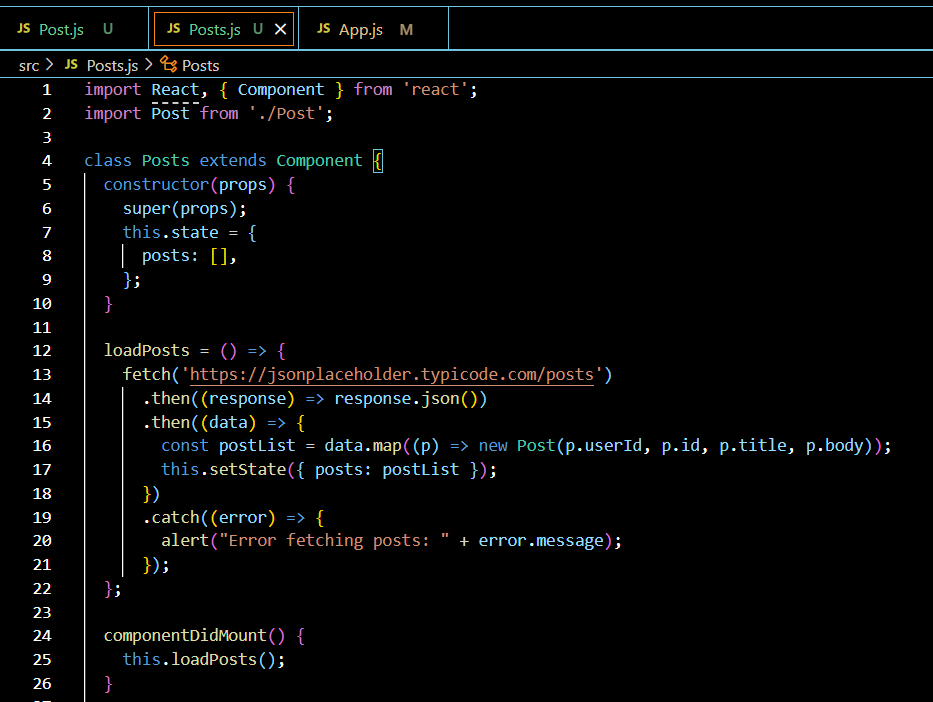 JS Post.js U JS Posts.js U × JS App.js M
src > JS Posts.js > Posts
1 import React, { Component } from 'react';
2 import Post from './Post';
3
4 class Posts extends Component {
5 constructor(props) {
6 super(props);
7 this.state = {
8 posts: [],
9 };
10 }
11
12 loadPosts = () => {
13 fetch('https://jsonplaceholder.typicode.com/posts')
14 .then((response) => response.json())
15 .then((data) => {
16 const postList = data.map((p) => new Post(p.userId, p.id, p.title, p.body));
17 this.setState({ posts: postList });
18 })
19 .catch((error) => {
20 alert("Error fetching posts: " + error.message);
21 });
22 };
23
24 componentDidMount() {
25 this.loadPosts();
26 }